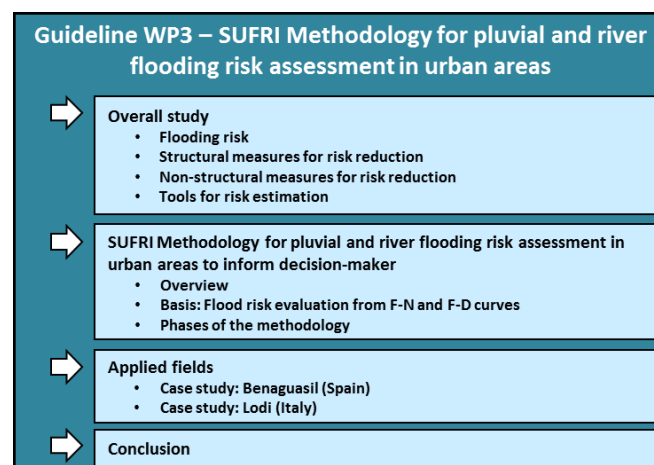 Guideline WP3 – SUFRI Methodology for pluvial and river
flooding risk assessment in urban areas
Overall study
• Flooding risk
• Structural measures for risk reduction
• Non-structural measures for risk reduction
• Tools for risk estimation
SUFRI Methodology for pluvial and river flooding risk assessment in
urban areas to inform decision-maker
• Overview
• Basis: Flood risk evaluation from F-N and F-D curves
• Phases of the methodology
Applied fields
• Case study: Benaguasil (Spain)
• Case study: Lodi (Italy)
Conclusion